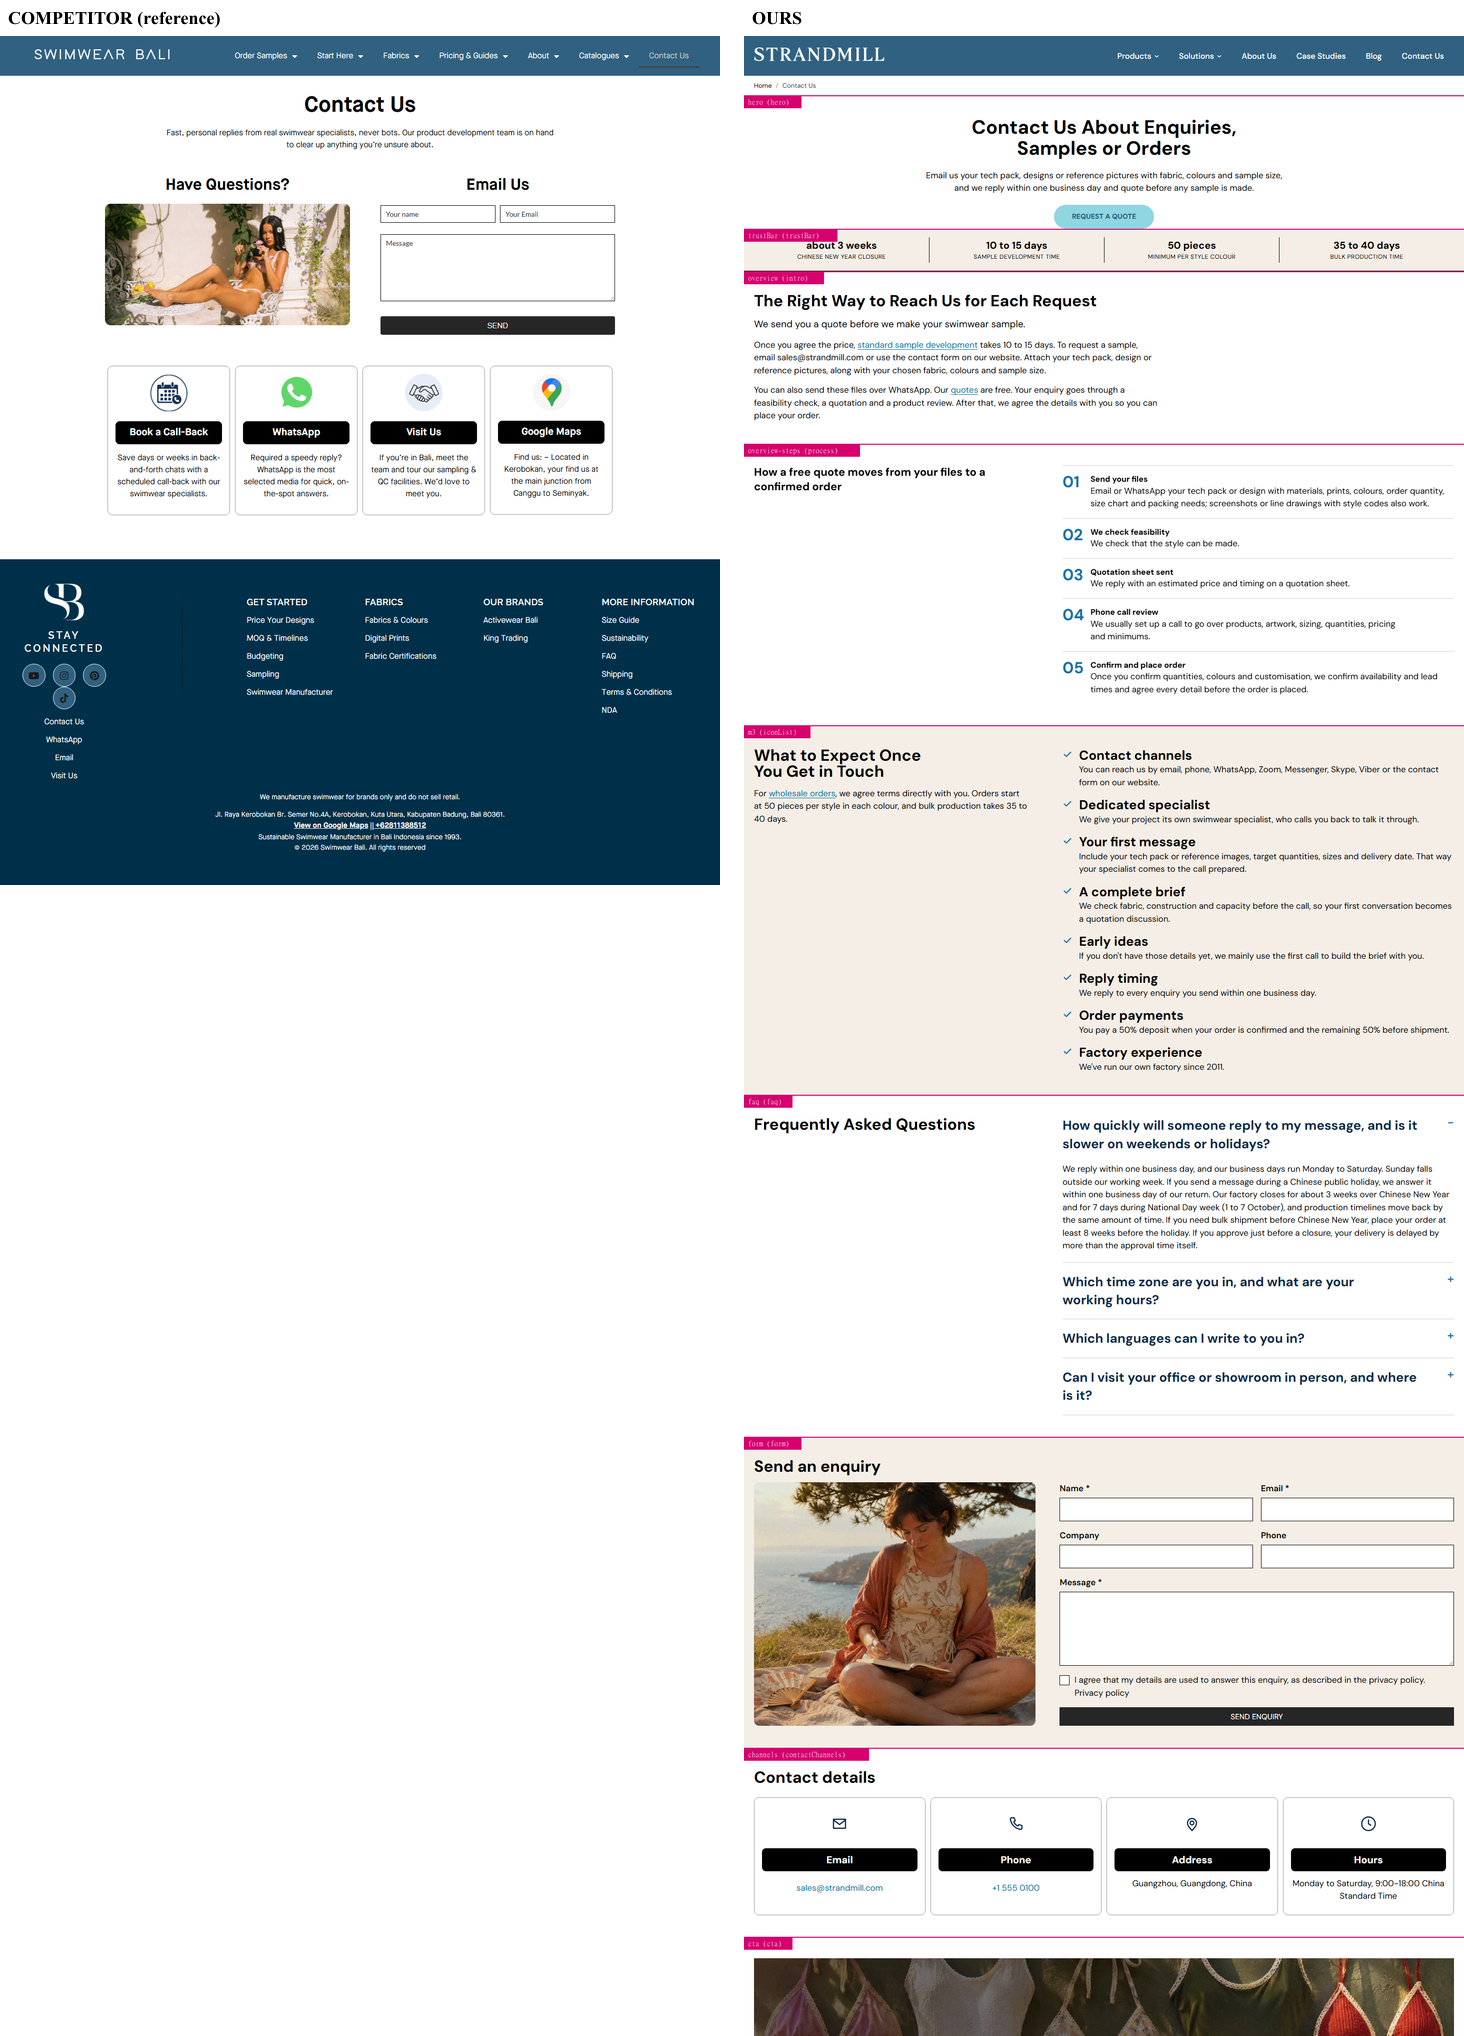 COMPETITOR (reference)
SWIMWEAR BALI
Order Samples
Start Here
Fabrics
Pricing & Guides
About
Catalogues
Contact Us
Contact Us
Fast, personal replies from real swimwear specialists, never bots. Our product development team is on hand
to clear up anything you're unsure about.
Have Questions?
Email Us
Your name
Your Email
Message
SEND
Book a Call-Back
Save days or weeks in back-
and-forth chats with a
scheduled call-back with our
swimwear specialists.
WhatsApp
Required a speedy reply?
WhatsApp is the most
selected media for quick, on-
the-spot answers.
Visit Us
If you're in Bali, meet the
team and tour our sampling &
QC facilities. We'd love to
meet you.
Google Maps
Find us: – Located in
Kerobokan, your find us at
the main junction from
Canggu to Seminyak.
STAY
CONNECTED
Contact Us
WhatsApp
Email
Visit Us
GET STARTED
Price Your Designs
MOQ & Timelines
Budgeting
Sampling
Swimwear Manufacturer
FABRICS
Fabrics & Colours
Digital Prints
Fabric Certifications
OUR BRANDS
Activewear Bali
King Trading
MORE INFORMATION
Size Guide
Sustainability
FAQ
Shipping
Terms & Conditions
NDA
We manufacture swimwear for brands only and do not sell retail.
Jl. Raya Kerobokan Br. Semer No.4A, Kerobokan, Kuta Utara, Kabupaten Badung, Bali 80361.
View on Google Maps || +62811388512
Sustainable Swimwear Manufacturer in Bali Indonesia since 1993.
© 2026 Swimwear Bali. All rights reserved
OURS
STRANDMILL
Products
Solutions
About Us
Case Studies
Blog
Contact Us
Home / Contact Us
hero (hero)
Contact Us About Enquiries,
Samples or Orders
Email us your tech pack, designs or reference pictures with fabric, colours and sample size,
and we reply within one business day and quote before any sample is made.
REQUEST A QUOTE
trustBar (trustBar)
about 3 weeks
CHINESE NEW YEAR CLOSURE
10 to 15 days
SAMPLE DEVELOPMENT TIME
50 pieces
MINIMUM PER STYLE COLOUR
35 to 40 days
BULK PRODUCTION TIME
overview (intro)
The Right Way to Reach Us for Each Request
We send you a quote before we make your swimwear sample.
Once you agree the price, standard sample development takes 10 to 15 days. To request a sample,
email sales@strandmill.com or use the contact form on our website. Attach your tech pack, design or
reference pictures, along with your chosen fabric, colours and sample size.
You can also send these files over WhatsApp. Our quotes are free. Your enquiry goes through a
feasibility check, a quotation and a product review. After that, we agree the details with you so you can
place your order.
overview-steps (process)
How a free quote moves from your files to a
confirmed order
01
Send your files
Email or WhatsApp your tech pack or design with materials, prints, colours, order quantity,
size chart and packing needs; screenshots or line drawings with style codes also work.
02
We check feasibility
We check that the style can be made.
03
Quotation sheet sent
We reply with an estimated price and timing on a quotation sheet.
04
Phone call review
We usually set up a call to go over products, artwork, sizing, quantities, pricing
and minimums.
05
Confirm and place order
Once you confirm quantities, colours and customisation, we confirm availability and lead
times and agree every detail before the order is placed.
m3 (iconList)
What to Expect Once
You Get in Touch
For wholesale orders, we agree terms directly with you. Orders start
at 50 pieces per style in each colour, and bulk production takes 35 to
40 days.
Contact channels
You can reach us by email, phone, WhatsApp, Zoom, Messenger, Skype, Viber or the contact
form on our website.
Dedicated specialist
We give your project its own swimwear specialist, who calls you back to talk it through.
Your first message
Include your tech pack or reference images, target quantities, sizes and delivery date. That way
your specialist comes to the call prepared.
A complete brief
We check fabric, construction and capacity before the call, so your first conversation becomes
a quotation discussion.
Early ideas
If you don't have those details yet, we mainly use the first call to build the brief with you.
Reply timing
We reply to every enquiry you send within one business day.
Order payments
You pay a 50% deposit when your order is confirmed and the remaining 50% before shipment.
Factory experience
We've run our own factory since 2011.
faq (faq)
Frequently Asked Questions
How quickly will someone reply to my message, and is it
slower on weekends or holidays?
We reply within one business day, and our business days run Monday to Saturday. Sunday falls
outside our working week. If you send a message during a Chinese public holiday, we answer it
within one business day of our return. Our factory closes for about 3 weeks over Chinese New Year
and for 7 days during National Day week (1 to 7 October), and production timelines move back by
the same amount of time. If you need bulk shipment before Chinese New Year, place your order at
least 8 weeks before the holiday. If you approve just before a closure, your delivery is delayed by
more than the approval time itself.
Which time zone are you in, and what are your
working hours?
Which languages can I write to you in?
Can I visit your office or showroom in person, and where
is it?
form (form)
Send an enquiry
Name *
Email *
Company
Phone
Message *
I agree that my details are used to answer this enquiry, as described in the privacy policy.
Privacy policy
SEND ENQUIRY
channels (contactChannels)
Contact details
Email
sales@strandmill.com
Phone
+1 555 0100
Address
Guangzhou, Guangdong, China
Hours
Monday to Saturday, 9:00–18:00 China
Standard Time
cta (cta)